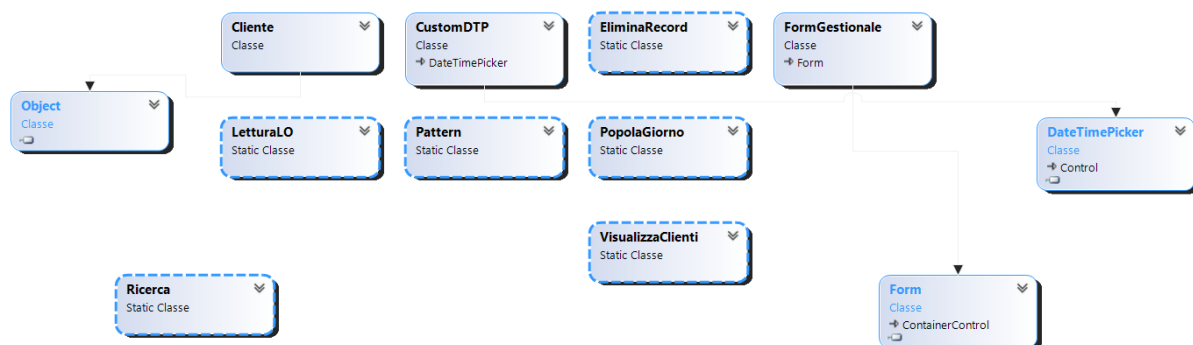 Cliente
Classe
CustomDTP
Classe
DateTimePicker
EliminaRecord
Static Classe
FormGestionale
Classe
Form
Object
Classe
LetturaLO
Static Classe
Pattern
Static Classe
PopolaGiorno
Static Classe
DateTimePicker
Classe
Control
VisualizzaClienti
Static Classe
Ricerca
Static Classe
Form
Classe
ContainerControl